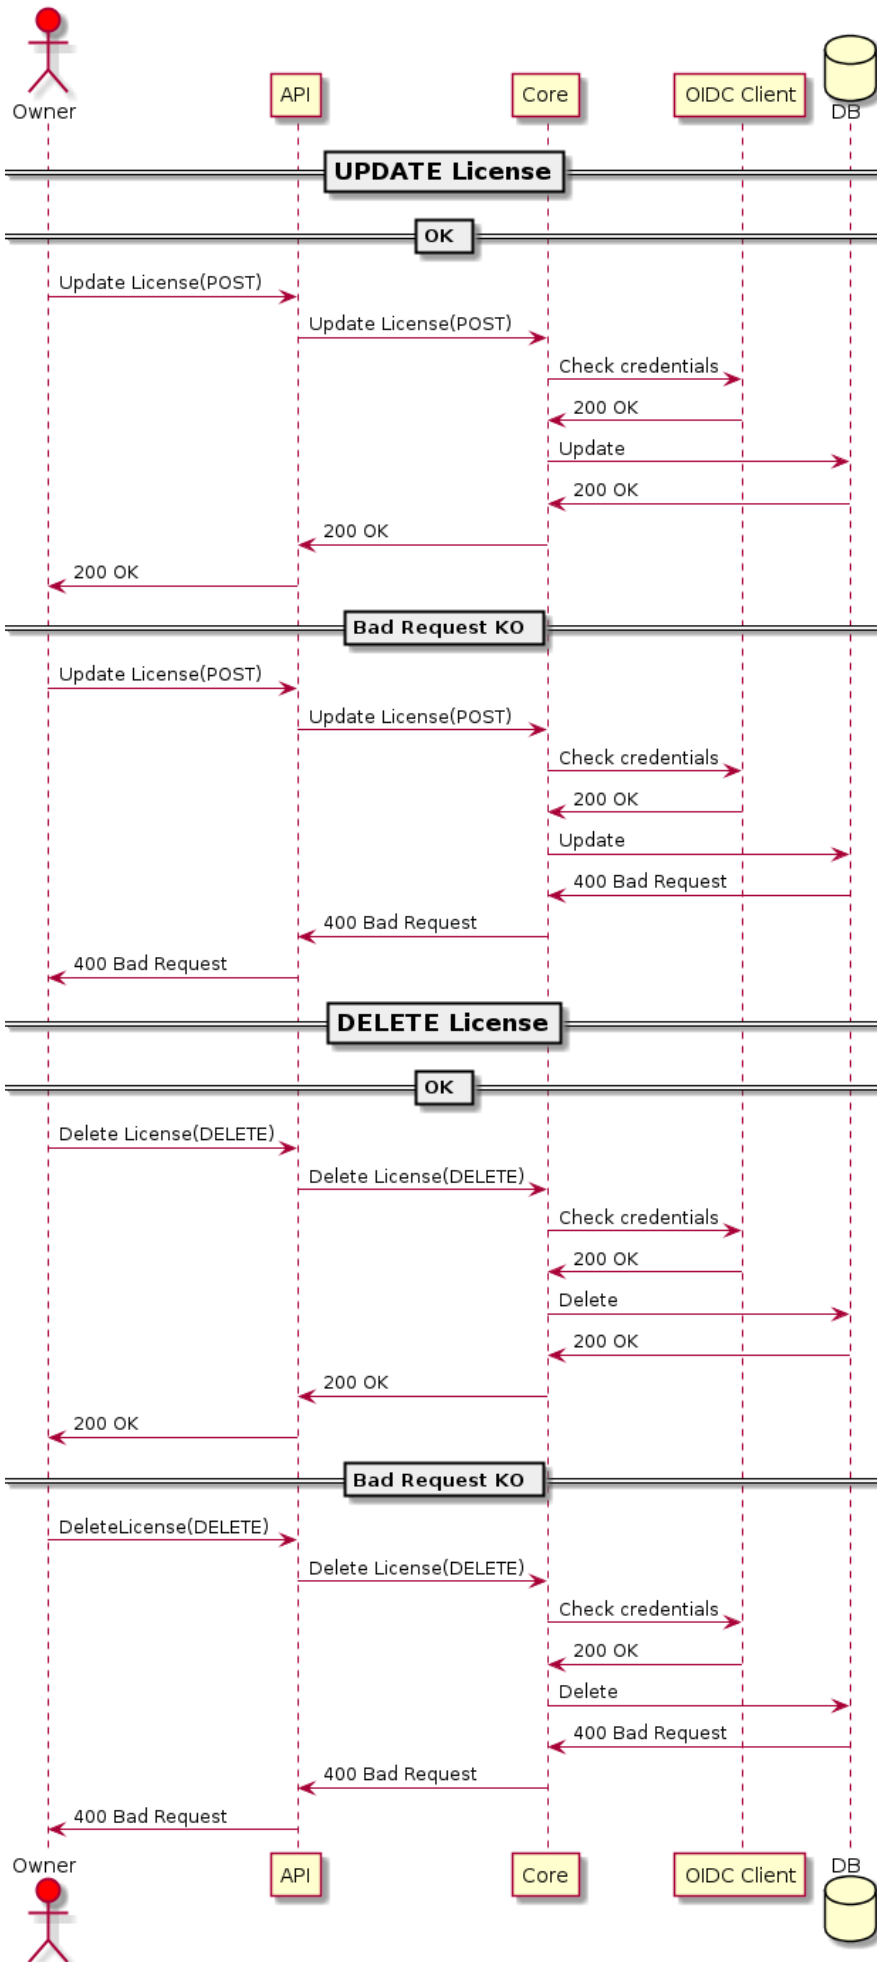 Owner
API
Core
OIDC Client
DB
UPDATE License
OK
Update License(POST)
Update License(POST)
Check credentials
200 OK
Update
200 OK
200 OK
200 OK
Bad Request KO
Update License(POST)
Update License(POST)
Check credentials
200 OK
Update
400 Bad Request
400 Bad Request
400 Bad Request
DELETE License
OK
Delete License(DELETE)
Delete License(DELETE)
Check credentials
200 OK
Delete
200 OK
200 OK
200 OK
Bad Request KO
DeleteLicense(DELETE)
Delete License(DELETE)
Check credentials
200 OK
Delete
400 Bad Request
400 Bad Request
400 Bad Request
Owner
API
Core
OIDC Client
DB